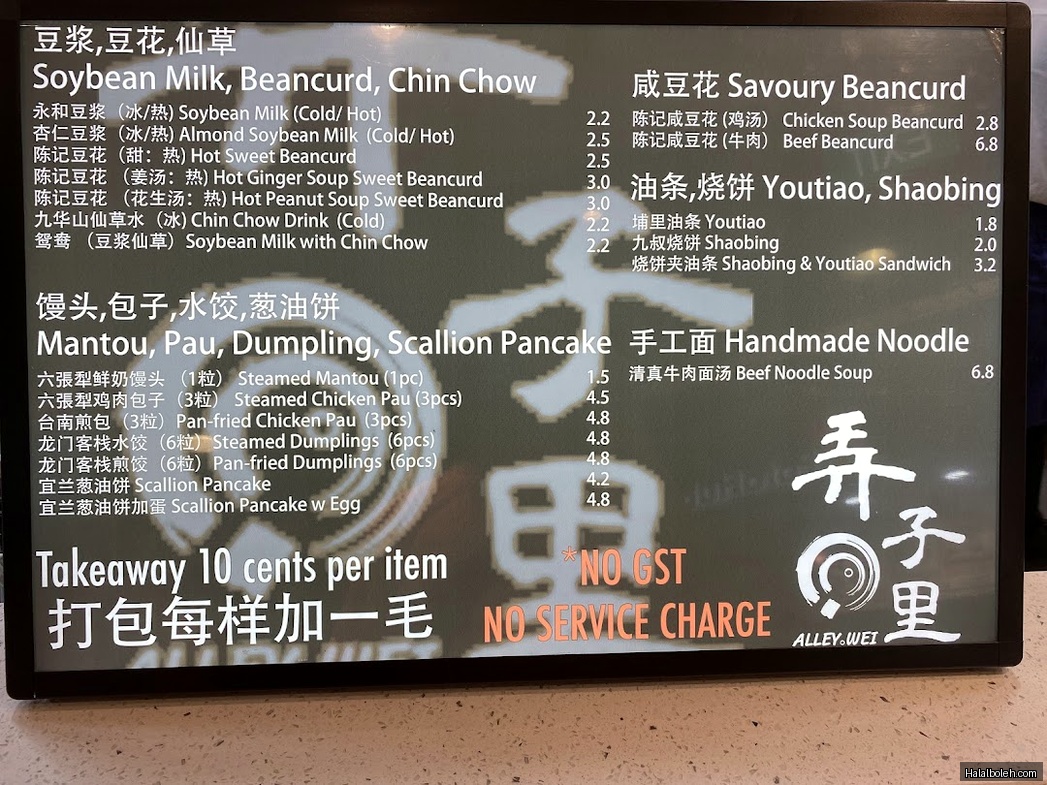 豆浆,豆花,仙草
Soybean Milk, Beancurd, Chin Chow
永和豆浆 （冰/热) Soybean Milk (Cold/ Hot) 2.2
杏仁豆浆 （冰/热) Almond Soybean Milk (Cold/ Hot) 2.5
陈记豆花 （甜：热) Hot Sweet Beancurd 2.5
陈记豆花 （姜汤：热) Hot Ginger Soup Sweet Beancurd 3.0
陈记豆花 （花生汤：热) Hot Peanut Soup Sweet Beancurd 3.0
九华山仙草水（冰) Chin Chow Drink (Cold) 2.2
鸳鸯 （豆浆仙草）Soybean Milk with Chin Chow 2.2
馒头,包子,水饺,葱油饼
Mantou, Pau, Dumpling, Scallion Pancake
六張犁鲜奶馒头 （1粒） Steamed Mantou (1pc) 1.5
六張犁鸡肉包子（3粒） Steamed Chicken Pau (3pcs) 4.5
台南煎包（3粒）Pan-fried Chicken Pau (3pcs) 4.8
龙门客栈水饺（6粒）Steamed Dumplings (6pcs) 4.8
龙门客栈煎饺（6粒）Pan-fried Dumplings (6pcs) 4.8
宜兰葱油饼 Scallion Pancake 4.2
宜兰葱油饼加蛋 Scallion Pancake w Egg 4.8
咸豆花 Savoury Beancurd
陈记咸豆花 (鸡汤） Chicken Soup Beancurd 2.8
陈记咸豆花 (牛肉） Beef Beancurd 6.8
油条,烧饼 Youtiao, Shaobing
埔里油条 Youtiao 1.8
九叔烧饼 Shaobing 2.0
烧饼夹油条 Shaobing & Youtiao Sandwich 3.2
手工面 Handmade Noodle
清真牛肉面汤 Beef Noodle Soup 6.8
Takeaway 10 cents per item
打包每样加一毛
*NO GST
NO SERVICE CHARGE
弄子里
ALLEY.WEI
Halalboleh.com